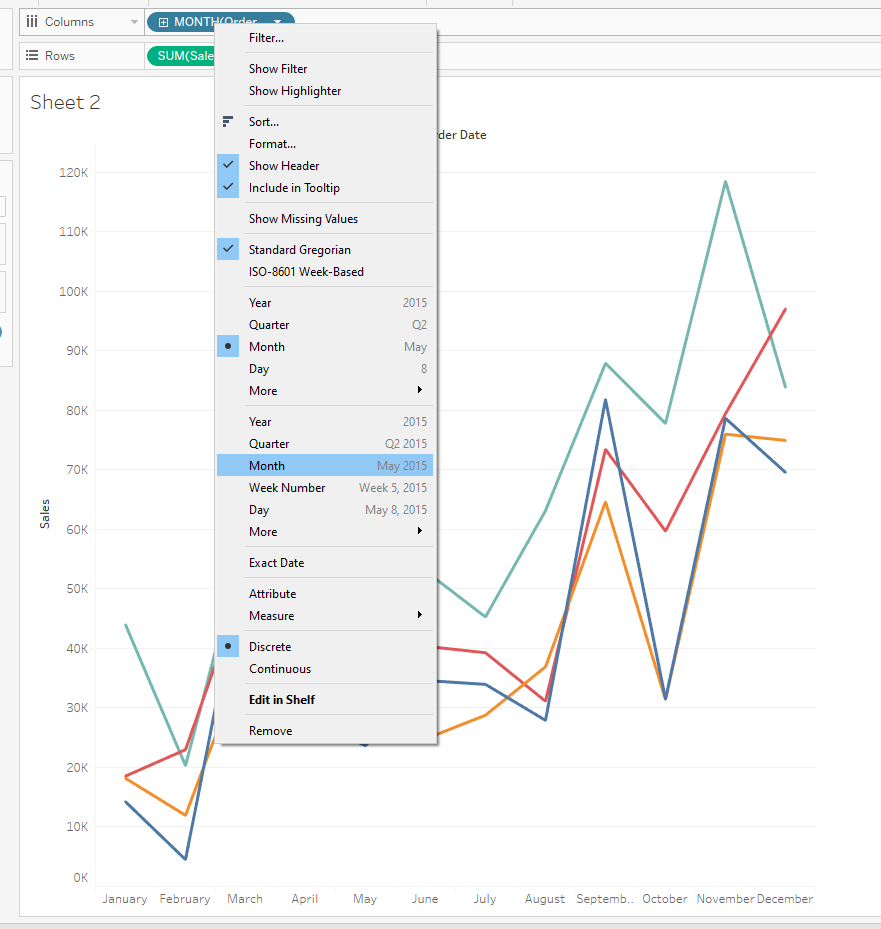 Columns
MONTH(Order
Rows
SUM(Sale
Sheet 2
rder Date
Filter...
Show Filter
Show Highlighter
Sort...
Format...
Show Header
Include in Tooltip
Show Missing Values
Standard Gregorian
ISO-8601 Week-Based
Year 2015
Quarter Q2
Month May
Day 8
More
Year 2015
Quarter Q2 2015
Month May 2015
Week Number Week 5, 2015
Day May 8, 2015
More
Exact Date
Attribute
Measure
Discrete
Continuous
Edit in Shelf
Remove
120K
110K
100K
90K
80K
70K
60K
50K
40K
30K
20K
10K
0K
Sales
January February March April May June July August Septemb.. October November December